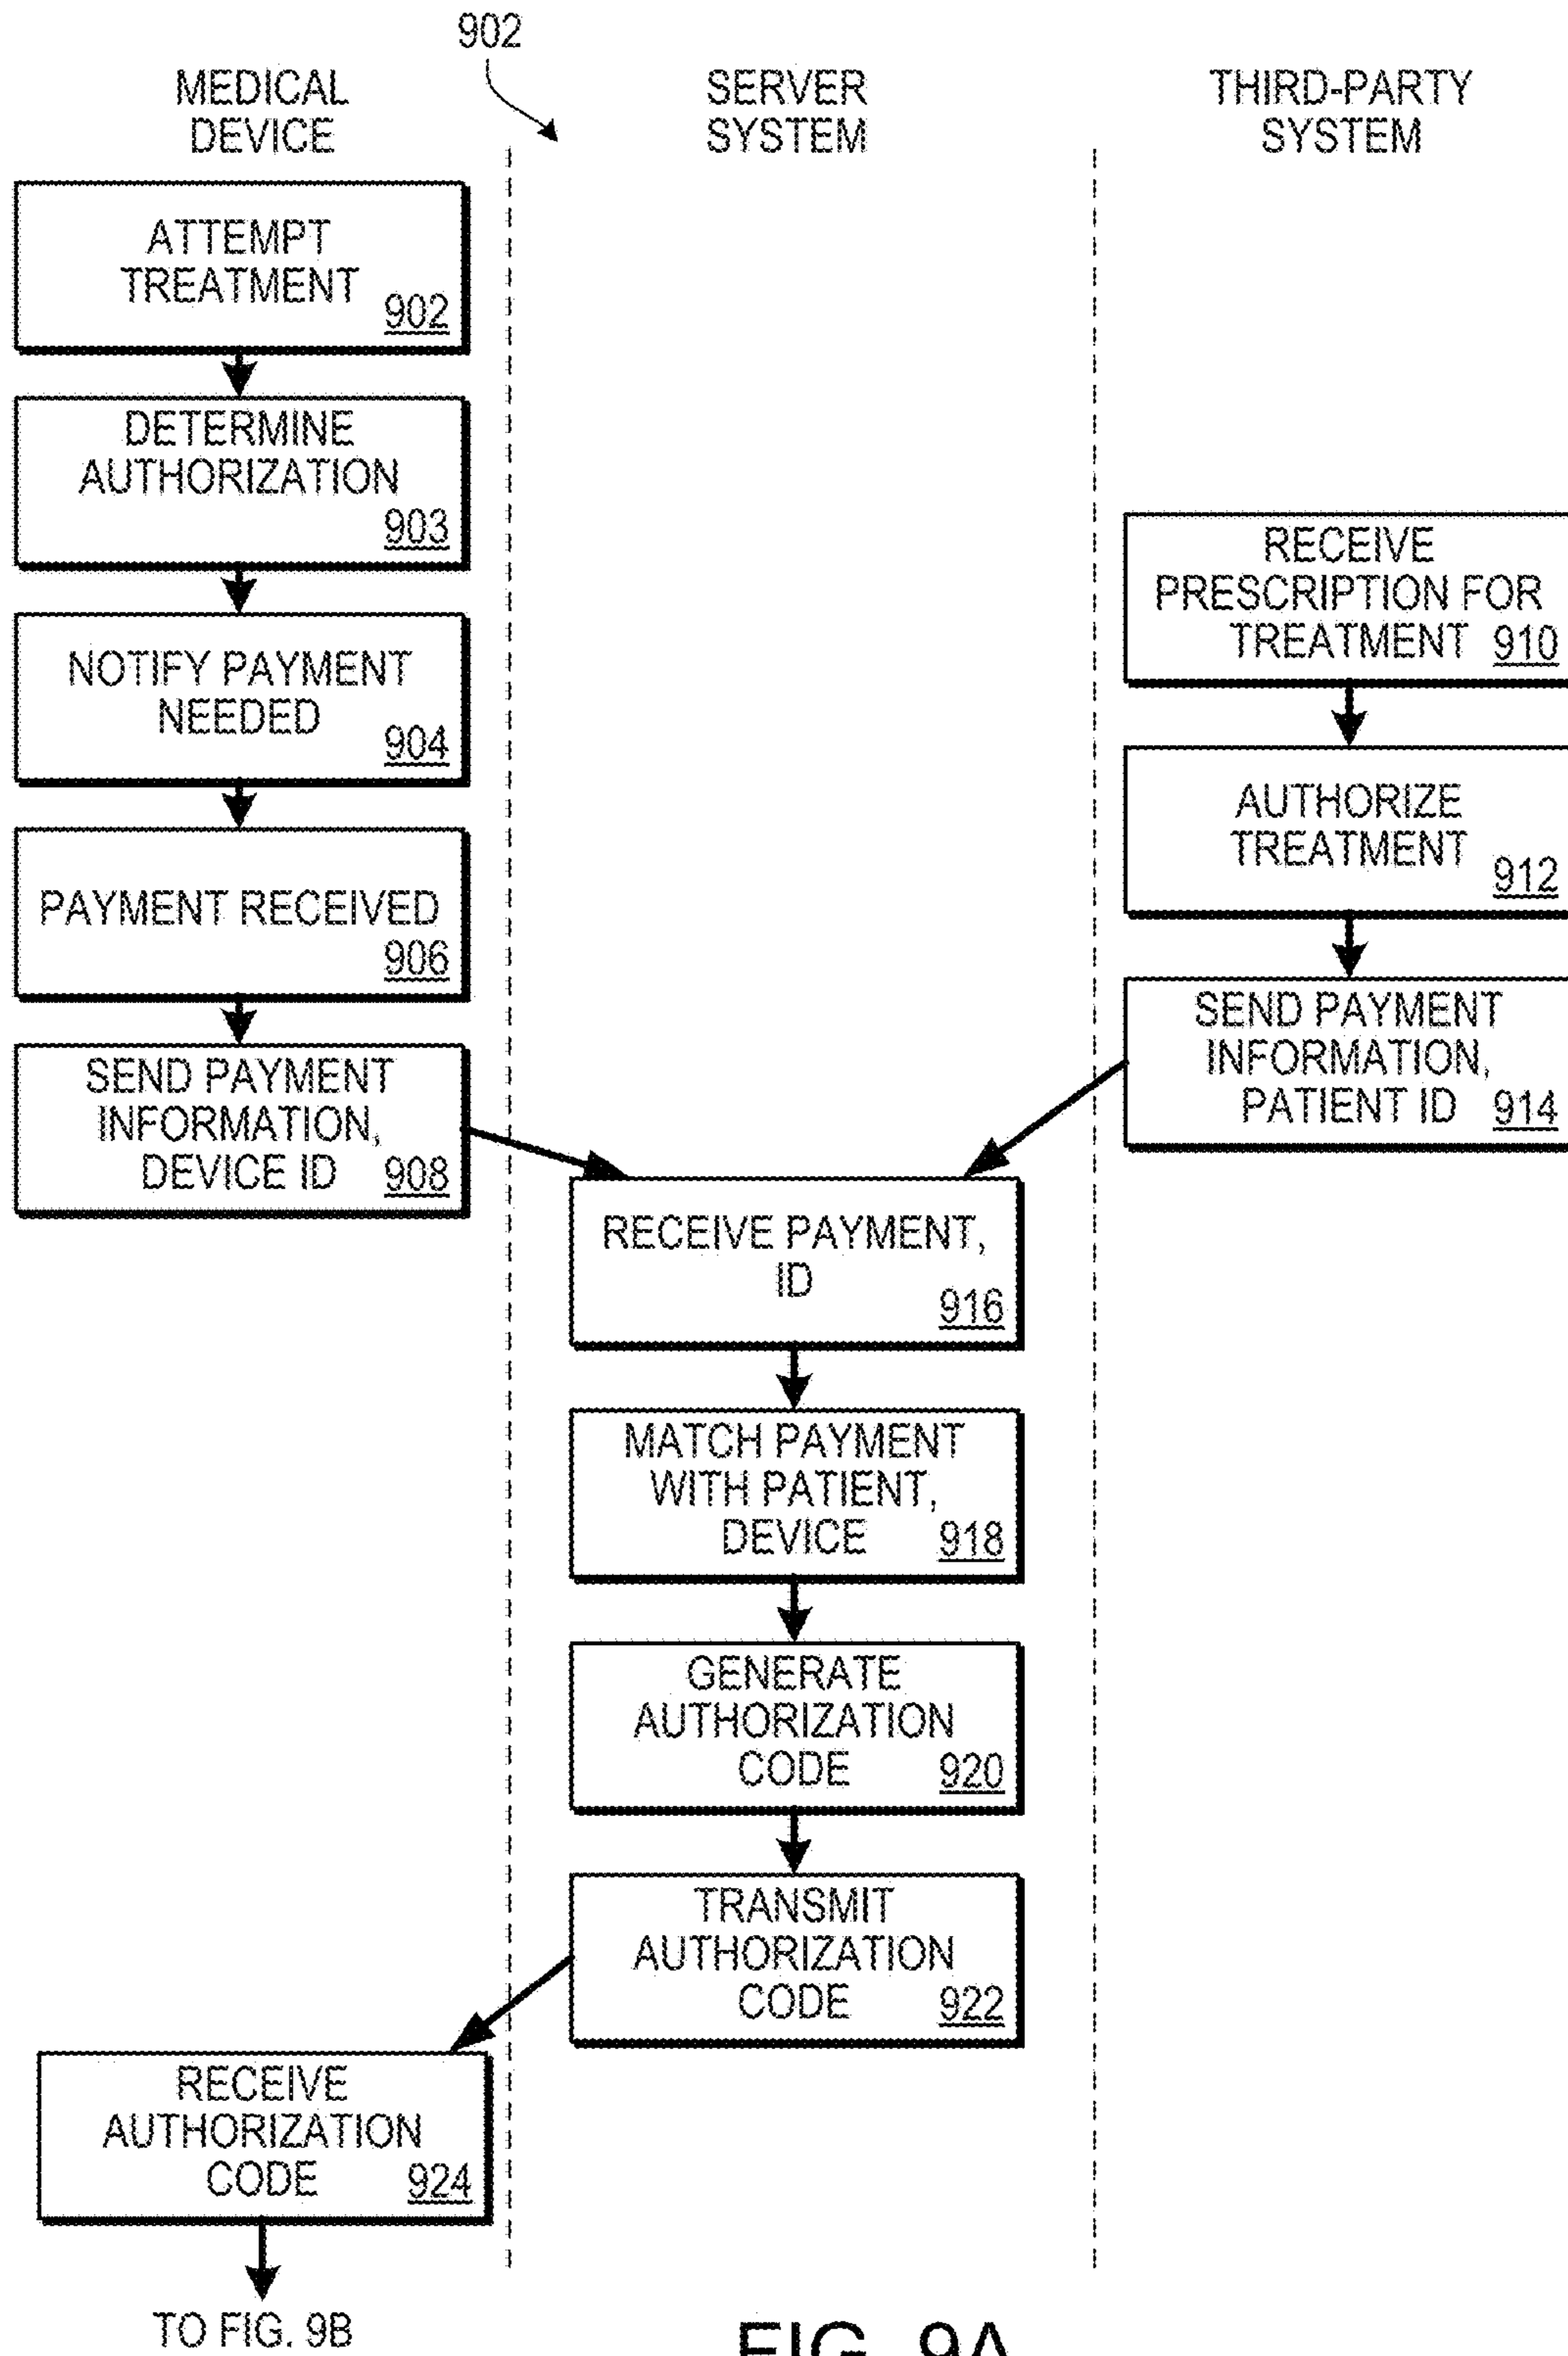 902
MEDICAL
DEVICE
SERVER
SYSTEM
THIRD-PARTY
SYSTEM
ATTEMPT
TREATMENT
902
DETERMINE
AUTHORIZATION
903
NOTIFY PAYMENT
NEEDED
904
PAYMENT RECEIVED
906
SEND PAYMENT
INFORMATION,
DEVICE ID 908
RECEIVE
PRESCRIPTION FOR
TREATMENT 910
AUTHORIZE
TREATMENT
912
SEND PAYMENT
INFORMATION,
PATIENT ID 914
RECEIVE PAYMENT,
ID
916
MATCH PAYMENT
WITH PATIENT,
DEVICE 918
GENERATE
AUTHORIZATION
CODE 920
TRANSMIT
AUTHORIZATION
CODE 922
RECEIVE
AUTHORIZATION
CODE 924
TO FIG. 9B
FIG. 9A